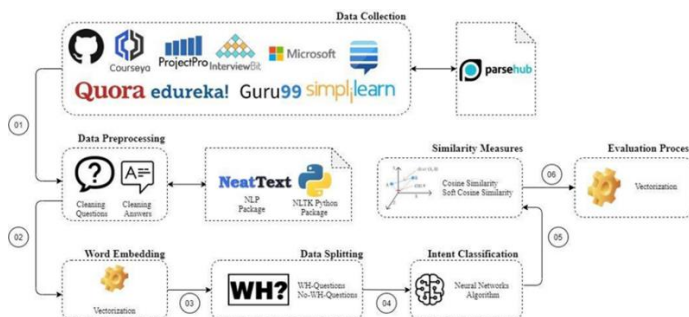 Data Collection
Courseya
ProjectPro
InterviewBit
Microsoft
Quora edureka! Guru99 simplilearn
parsehub
01
Data Preprocessing
Cleaning Questions
Cleaning Answers
NeatText
NLP Package
NLTK Python Package
Similarity Measures
Cosine Similarity
Soft Cosine Similarity
06
Evaluation Proces
Vectorization
02
Word Embedding
Vectorization
03
Data Splitting
WH?
WH-Questions
No-WH-Questions
04
Intent Classification
Neural Networks
Algorithm
05